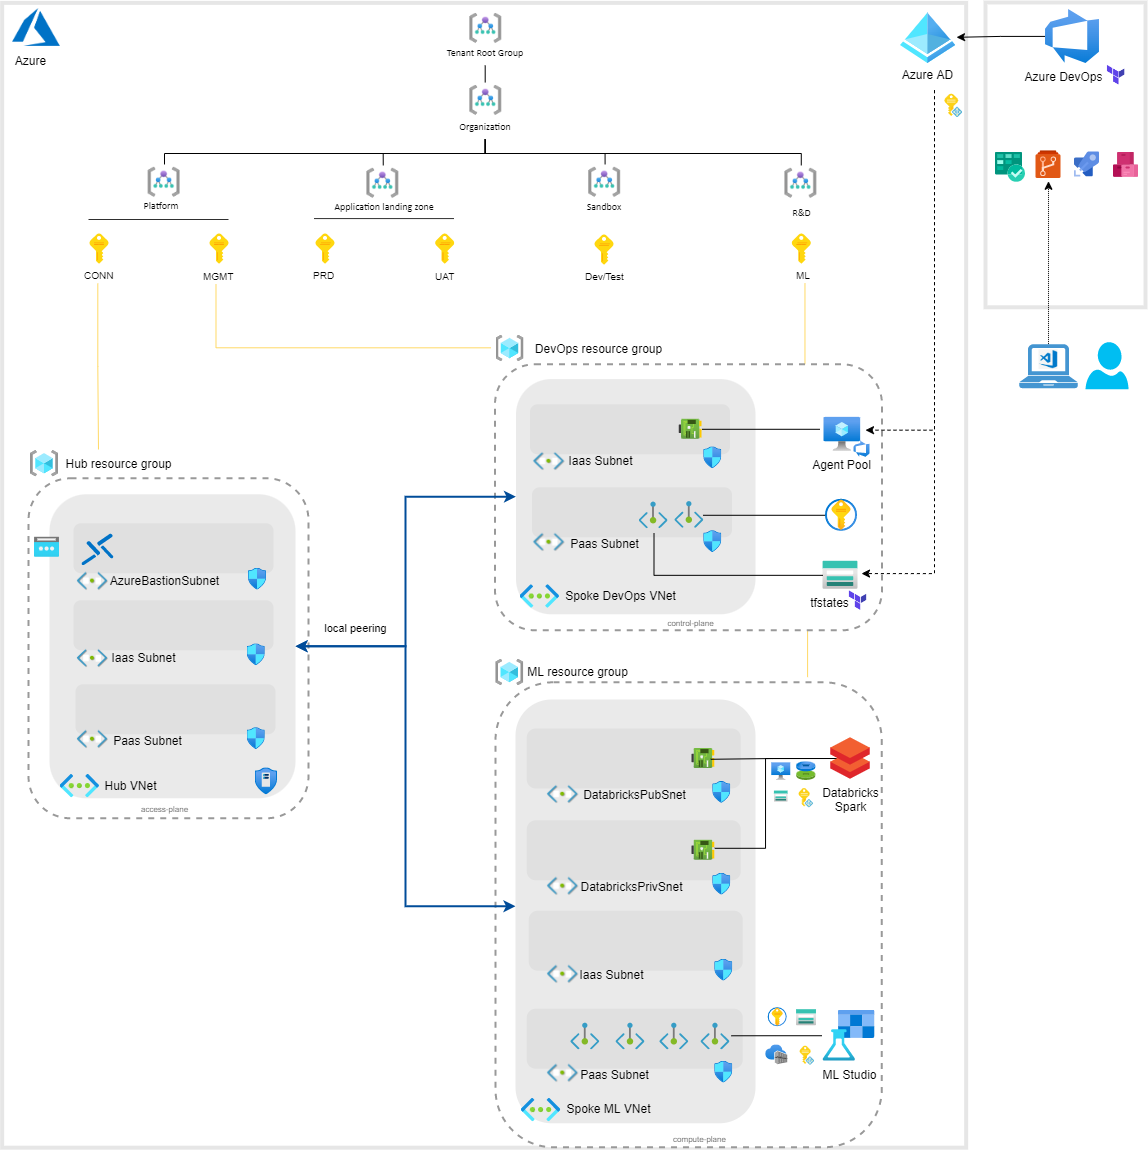 Azure
Tenant Root Group
Organization
Platform
Application landing zone
Sandbox
R&D
CONN
MGMT
PRD
UAT
Dev/Test
ML
Azure AD
Azure DevOps
DevOps resource group
Iaas Subnet
Agent Pool
Paas Subnet
tfstates
Spoke DevOps VNet
control-plane
Hub resource group
AzureBastionSubnet
Iaas Subnet
Paas Subnet
Hub VNet
access-plane
local peering
ML resource group
DatabricksPubSnet
Databricks
Spark
DatabricksPrivSnet
Iaas Subnet
Paas Subnet
ML Studio
Spoke ML VNet
compute-plane